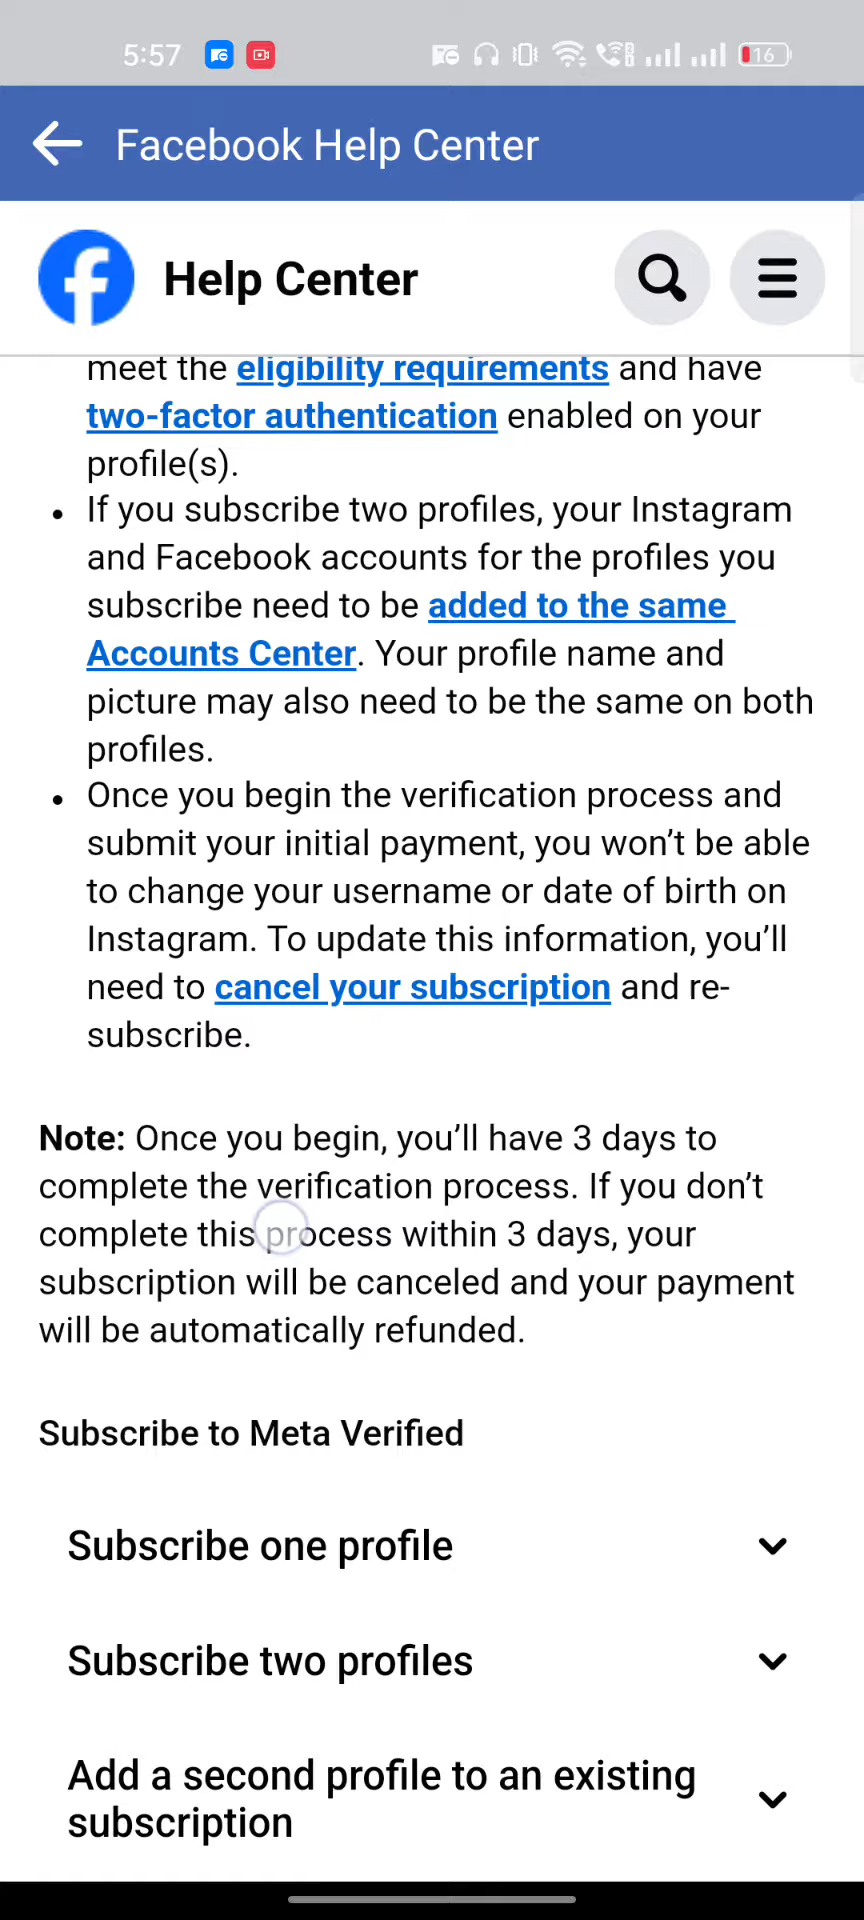 5:57
16
Facebook Help Center
Help Center
meet the eligibility requirements and have
two-factor authentication enabled on your
profile(s).
• If you subscribe two profiles, your Instagram
and Facebook accounts for the profiles you
subscribe need to be added to the same
Accounts Center. Your profile name and
picture may also need to be the same on both
profiles.
• Once you begin the verification process and
submit your initial payment, you won’t be able
to change your username or date of birth on
Instagram. To update this information, you’ll
need to cancel your subscription and re-
subscribe.
Note: Once you begin, you’ll have 3 days to
complete the verification process. If you don’t
complete this process within 3 days, your
subscription will be canceled and your payment
will be automatically refunded.
Subscribe to Meta Verified
Subscribe one profile
Subscribe two profiles
Add a second profile to an existing
subscription